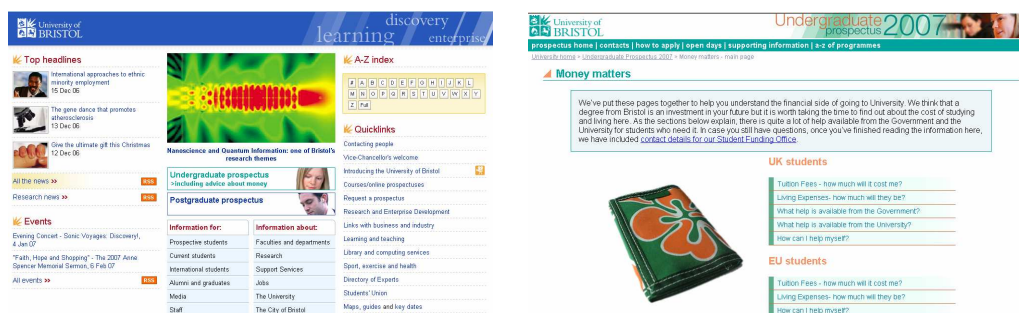 University of
BRISTOL
discovery
learning
enterprise
Top headlines
International approaches to ethnic
minority employment
15 Dec 06
The gene dance that promotes
atherosclerosis
13 Dec 06
Give the ultimate gift this Christmas
12 Dec 06
All the news »
RSS
Research news »
RSS
Events
Evening Concert - Sonic Voyages: Discovery!,
4 Jan 07
"Faith, Hope and Shopping" - The 2007 Anne
Spencer Memorial Sermon, 6 Feb 07
All events »
RSS
Nanoscience and Quantum Information: one of Bristol's
research themes
Undergraduate prospectus
>including advice about money
Postgraduate prospectus
Information for:
Prospective students
Current students
International students
Alumni and graduates
Media
Staff
Information about:
Faculties and departments
Research
Support Services
Jobs
The University
The City of Bristol
A-Z index
# A B C D E F G H I J K L
M N O P Q R S T U V W X Y
Z Full
Quicklinks
Contacting people
Vice-Chancellor's welcome
Introducing the University of Bristol
Courses/online prospectuses
Request a prospectus
Research and Enterprise Development
Links with business and industry
Learning and teaching
Library and computing services
Sport, exercise and health
Directory of Experts
Students' Union
Maps, guides and key dates
University of
BRISTOL
Undergraduate
prospectus 2007
prospectus home | contacts | how to apply | open days | supporting information | a-z of programmes
University home > Undergraduate Prospectus 2007 > Money matters - main page
Money matters
We've put these pages together to help you understand the financial side of going to University. We think that a
degree from Bristol is an investment in your future but it is worth taking the time to find out about the cost of studying
and living here. As the sections below explain, there is quite a lot of help available from the Government and the
University for students who need it. In case you still have questions, once you've finished reading the information here,
we have included contact details for our Student Funding Office.
UK students
Tuition Fees - how much will it cost me?
Living Expenses- how much will they be?
What help is available from the Government?
What help is available from the University?
How can I help myself?
EU students
Tuition Fees - how much will it cost me?
Living Expenses- how much will they be?
How can I help myself?